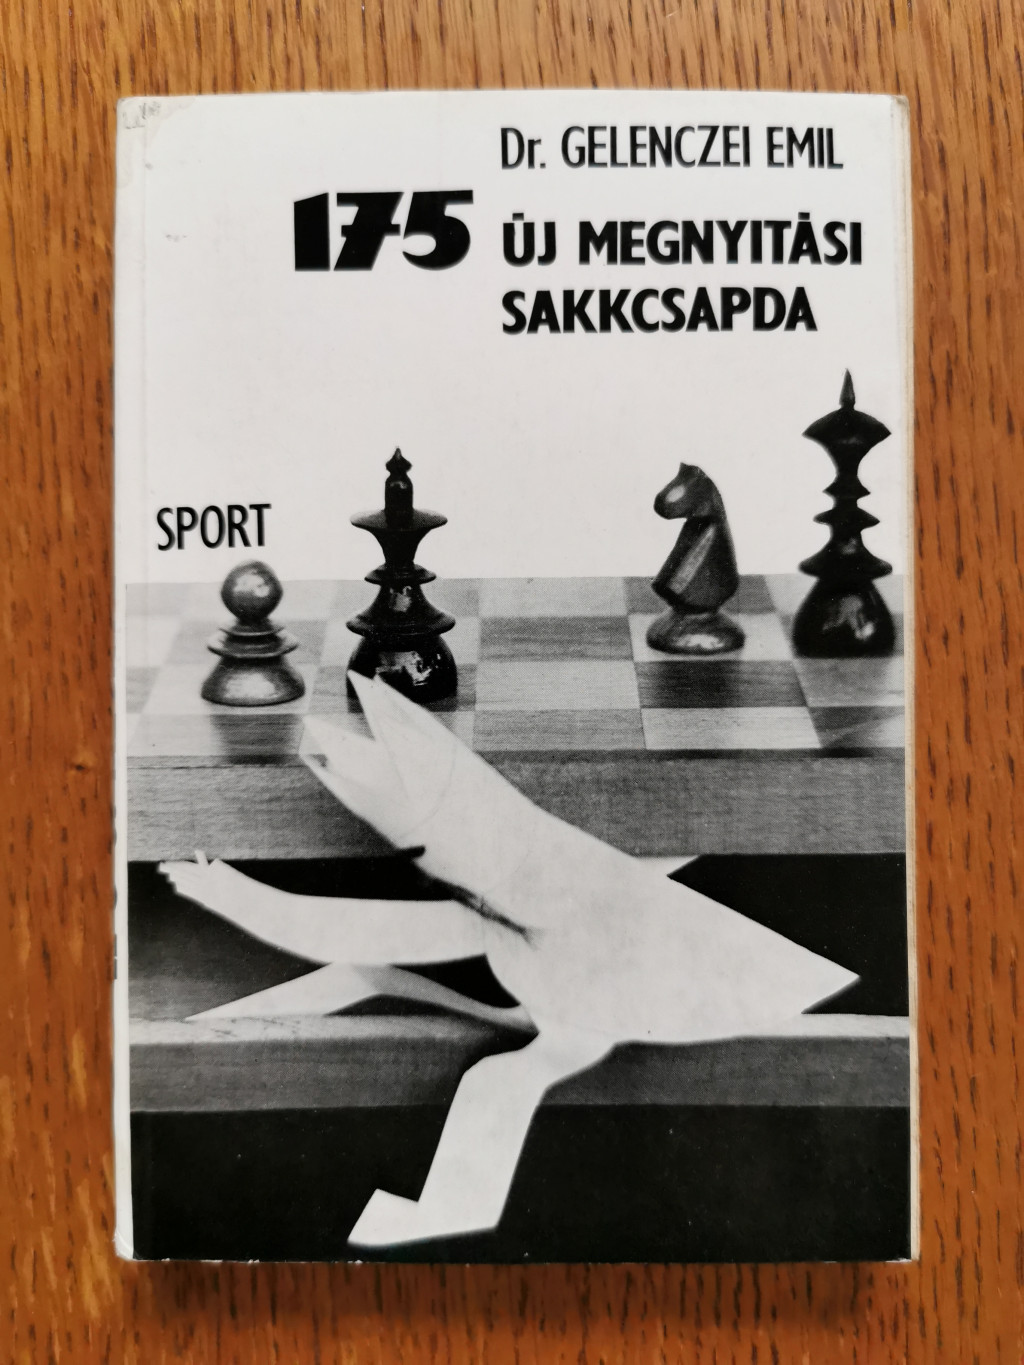 Dr. GELENCZEI EMIL
175 ÚJ MEGNYITÁSI
SAKKCSAPDA
SPORT